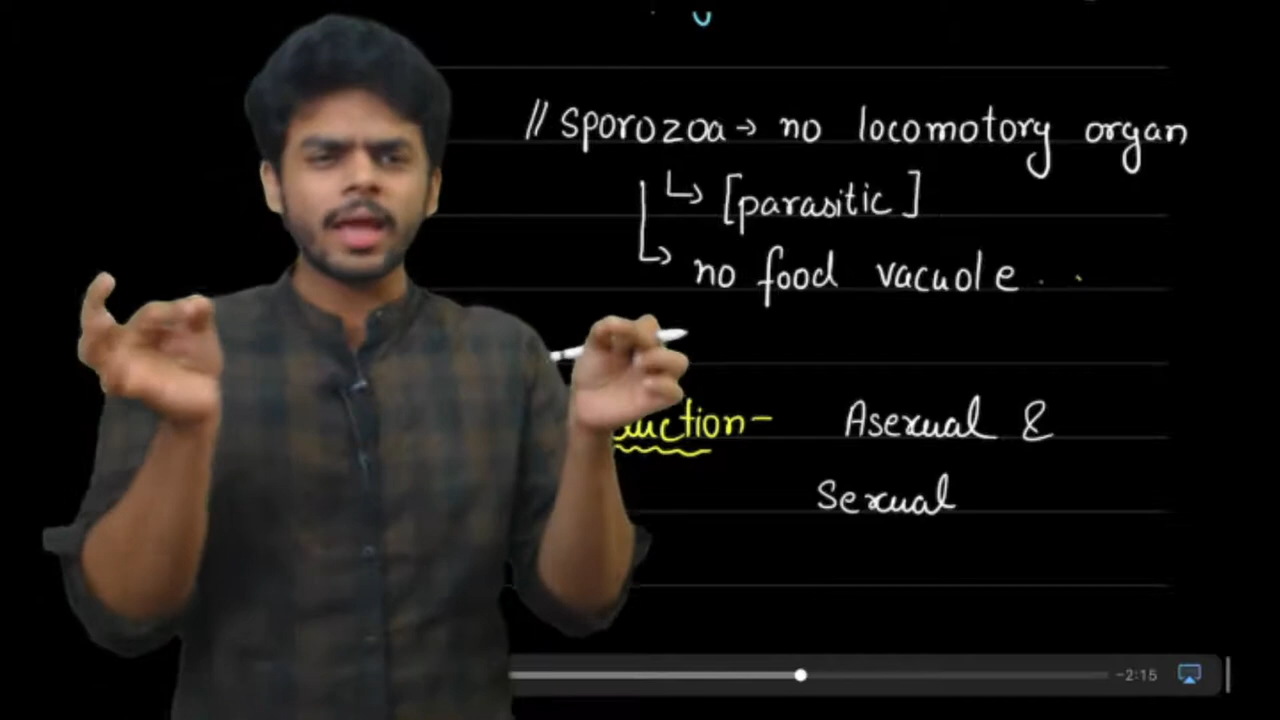 // Sporozoa → no locomotory organ
↳ [parasitic]
↳ no food vacuole . .
uction - Asexual &
Sexual
-2:15